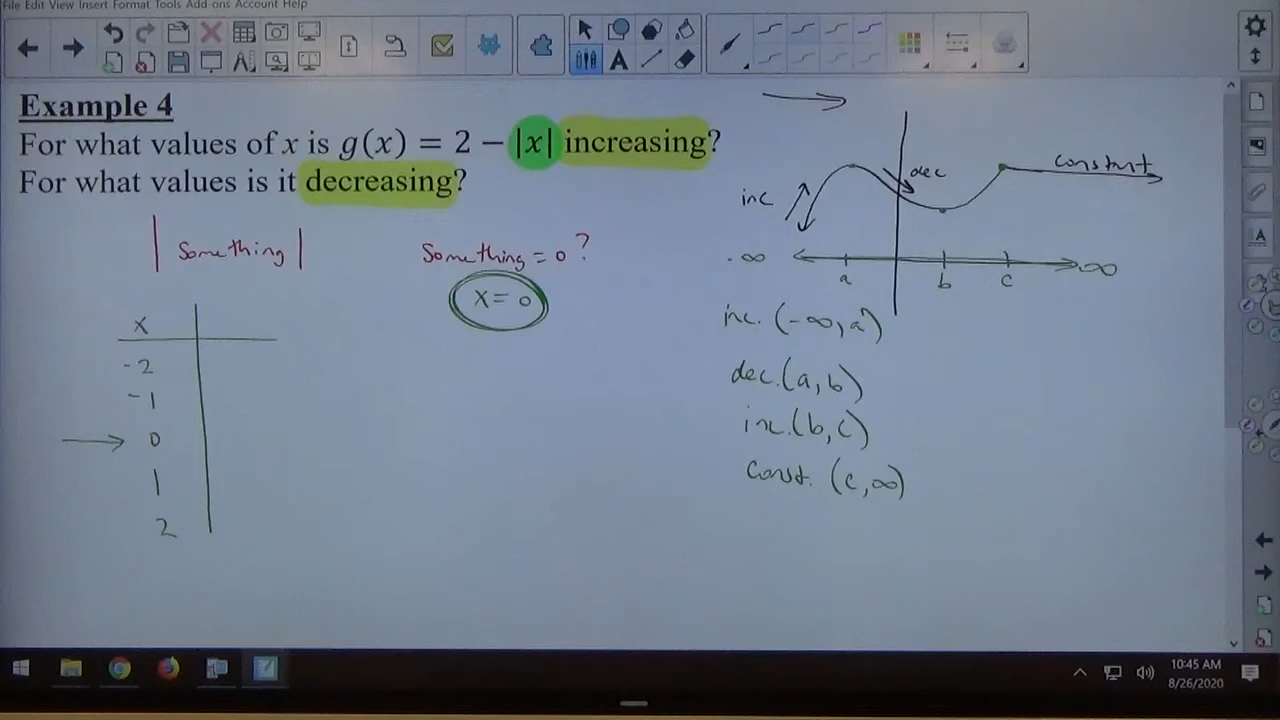 File Edit View Insert Format Tools Add-ons Account Help
Example 4
For what values of x is g(x) = 2 − |x| increasing?
For what values is it decreasing?
| Something |
Something = 0 ?
x = 0
x
-2
-1
0
1
2
inc
dec
constant
-∞
∞
a
b
c
inc. (-∞, a)
dec. (a, b)
inc. (b, c)
const. (c, ∞)
A
A
10:45 AM
8/26/2020